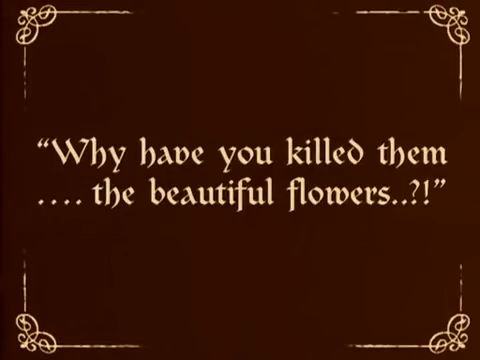 “Why have you killed them
.... the beautiful flowers..?!”